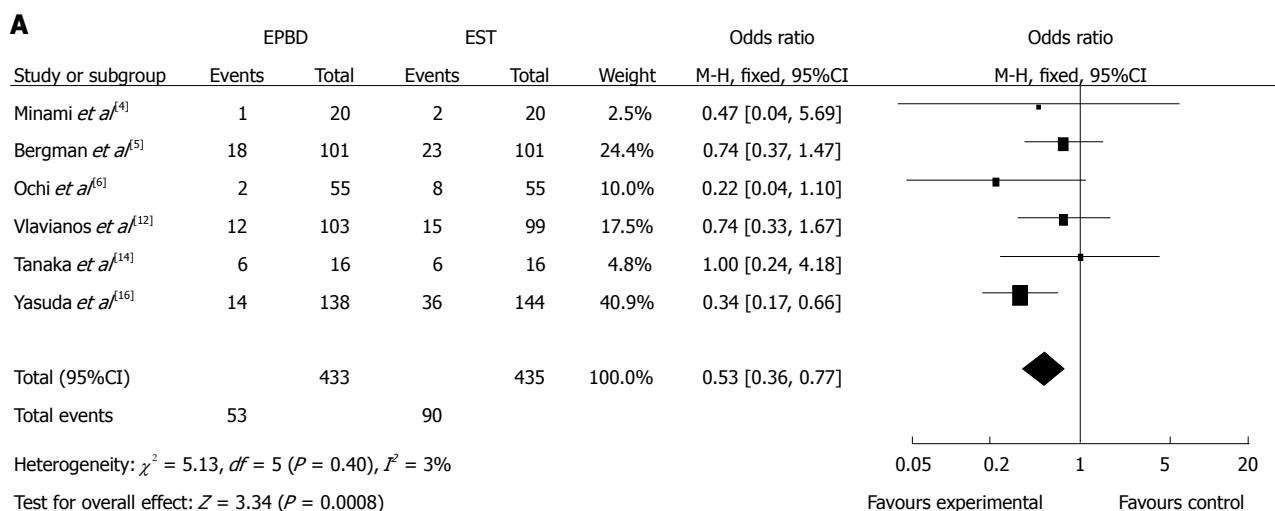 A
EPBD EST Odds ratio Odds ratio
Study or subgroup Events Total Events Total Weight M-H, fixed, 95%CI M-H, fixed, 95%CI
Minami et al[4] 1 20 2 20 2.5% 0.47 [0.04, 5.69]
Bergman et al[5] 18 101 23 101 24.4% 0.74 [0.37, 1.47]
Ochi et al[6] 2 55 8 55 10.0% 0.22 [0.04, 1.10]
Vlavianos et al[12] 12 103 15 99 17.5% 0.74 [0.33, 1.67]
Tanaka et al[14] 6 16 6 16 4.8% 1.00 [0.24, 4.18]
Yasuda et al[16] 14 138 36 144 40.9% 0.34 [0.17, 0.66]
Total (95%CI) 433 435 100.0% 0.53 [0.36, 0.77]
Total events 53 90
Heterogeneity: χ² = 5.13, df = 5 (P = 0.40), I² = 3%
0.05 0.2 1 5 20
Test for overall effect: Z = 3.34 (P = 0.0008)
Favours experimental Favours control